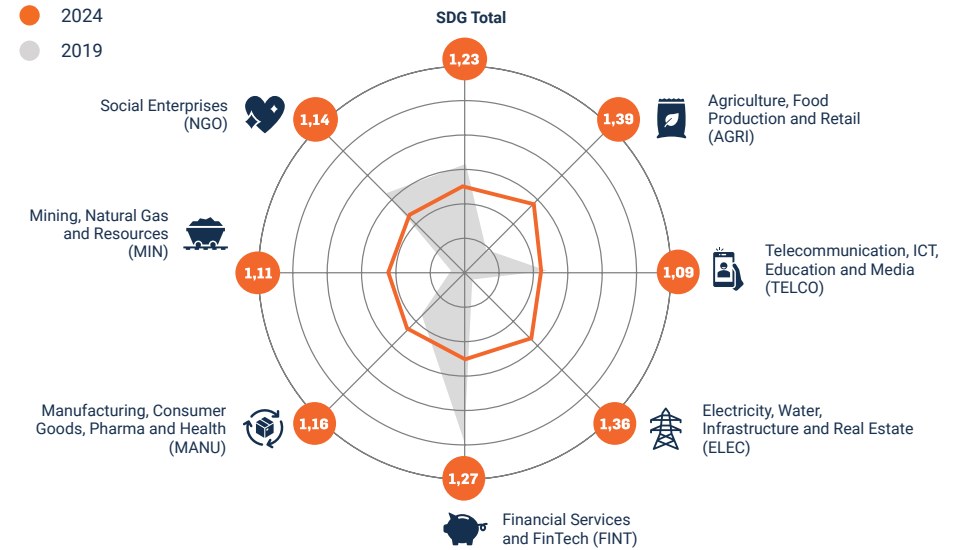 2024
2019
SDG Total
1,23
Social Enterprises
(NGO)
1,14
1,39
Agriculture, Food
Production and Retail
(AGRI)
Mining, Natural Gas
and Resources
(MIN)
1,11
1,09
Telecommunication, ICT,
Education and Media
(TELCO)
Manufacturing, Consumer
Goods, Pharma and Health
(MANU)
1,16
1,36
Electricity, Water,
Infrastructure and Real Estate
(ELEC)
1,27
Financial Services
and FinTech (FINT)